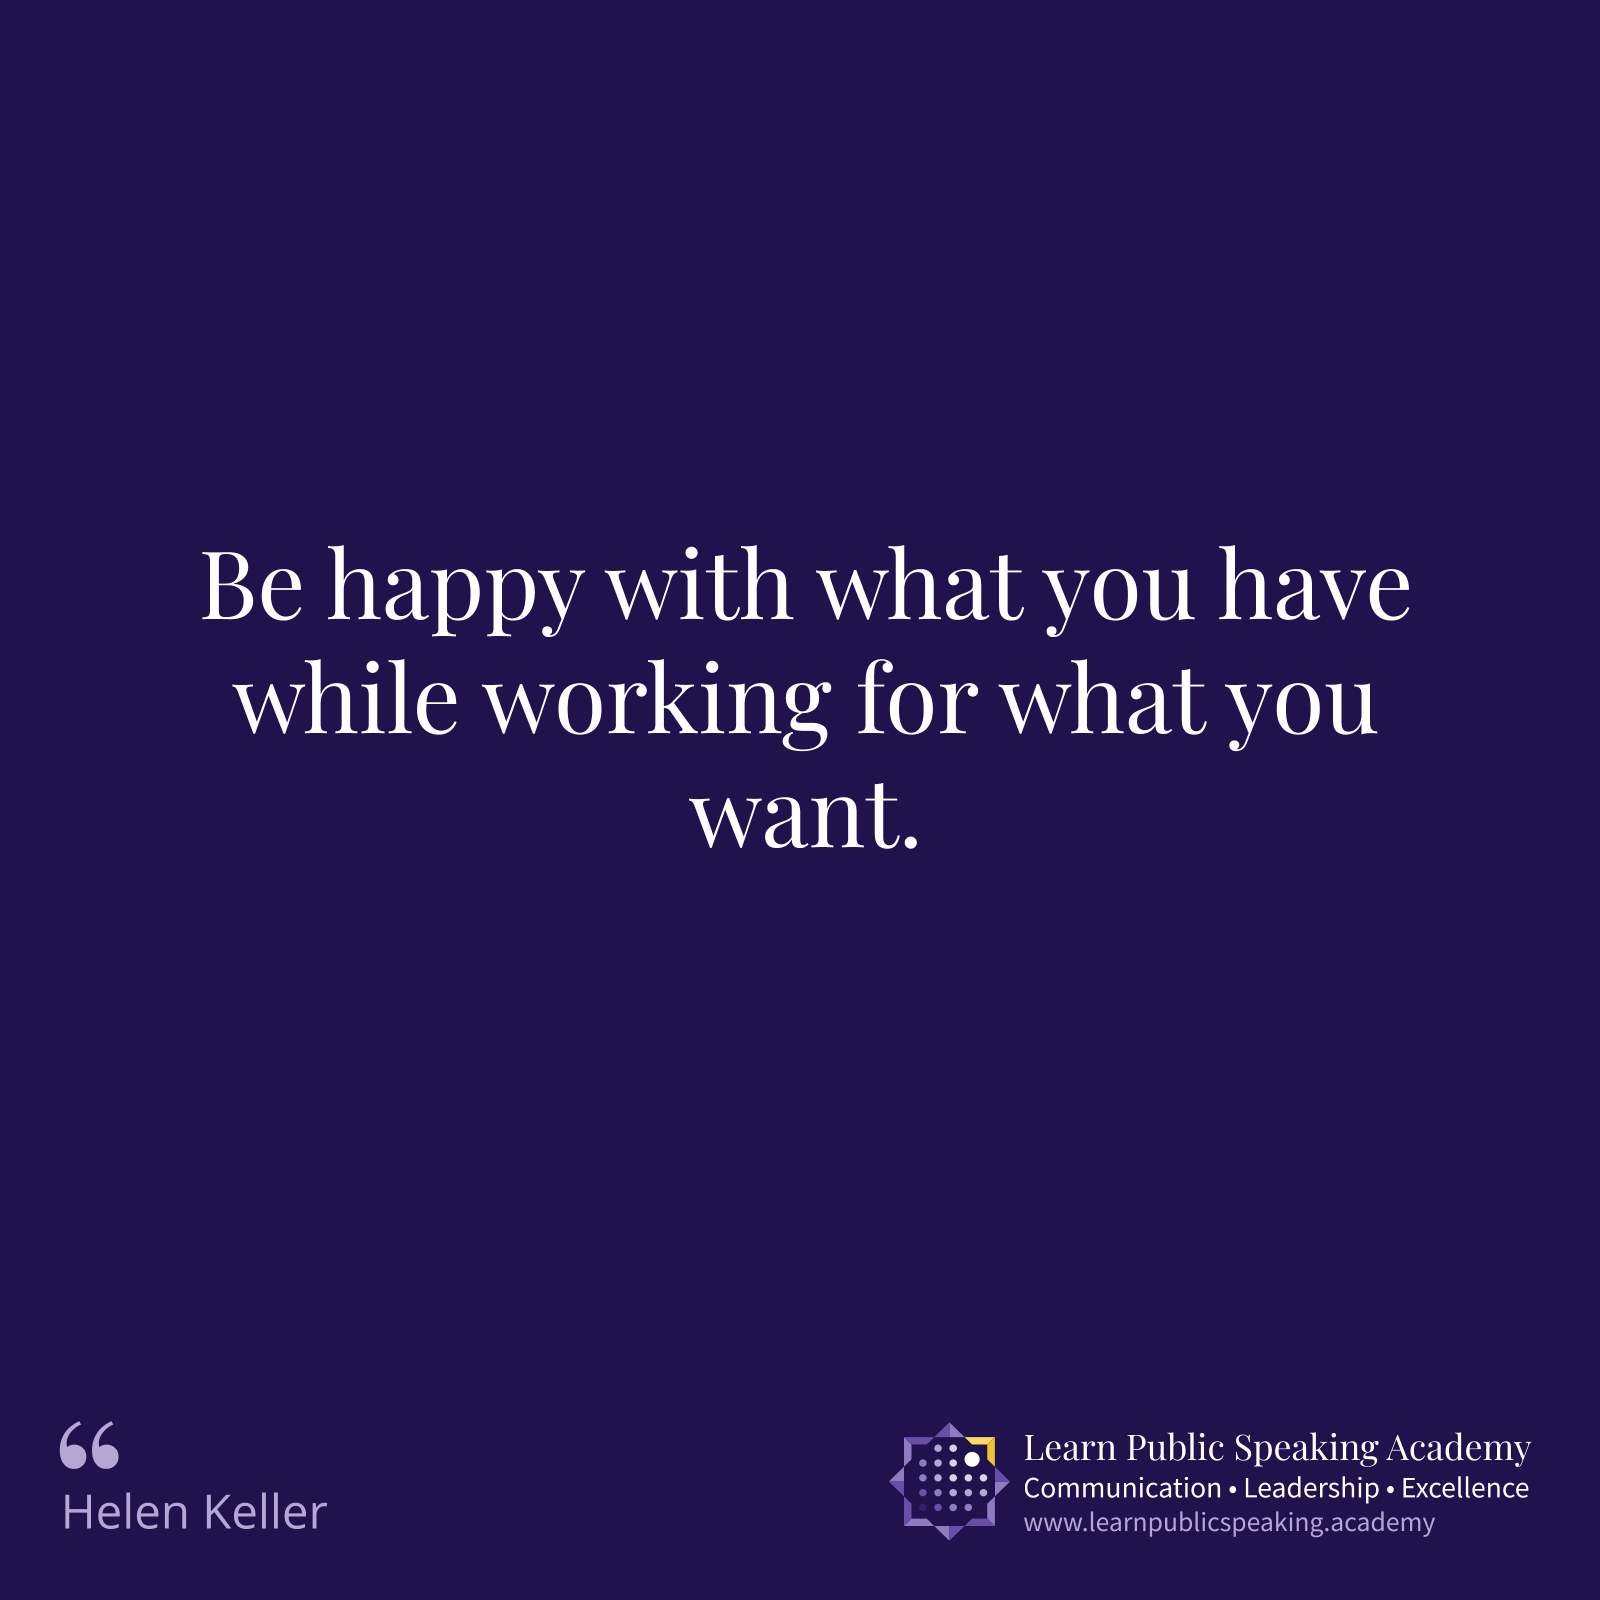 Be happy with what you have
while working for what you
want.
“
Helen Keller
Learn Public Speaking Academy
Communication • Leadership • Excellence
www.learnpublicspeaking.academy